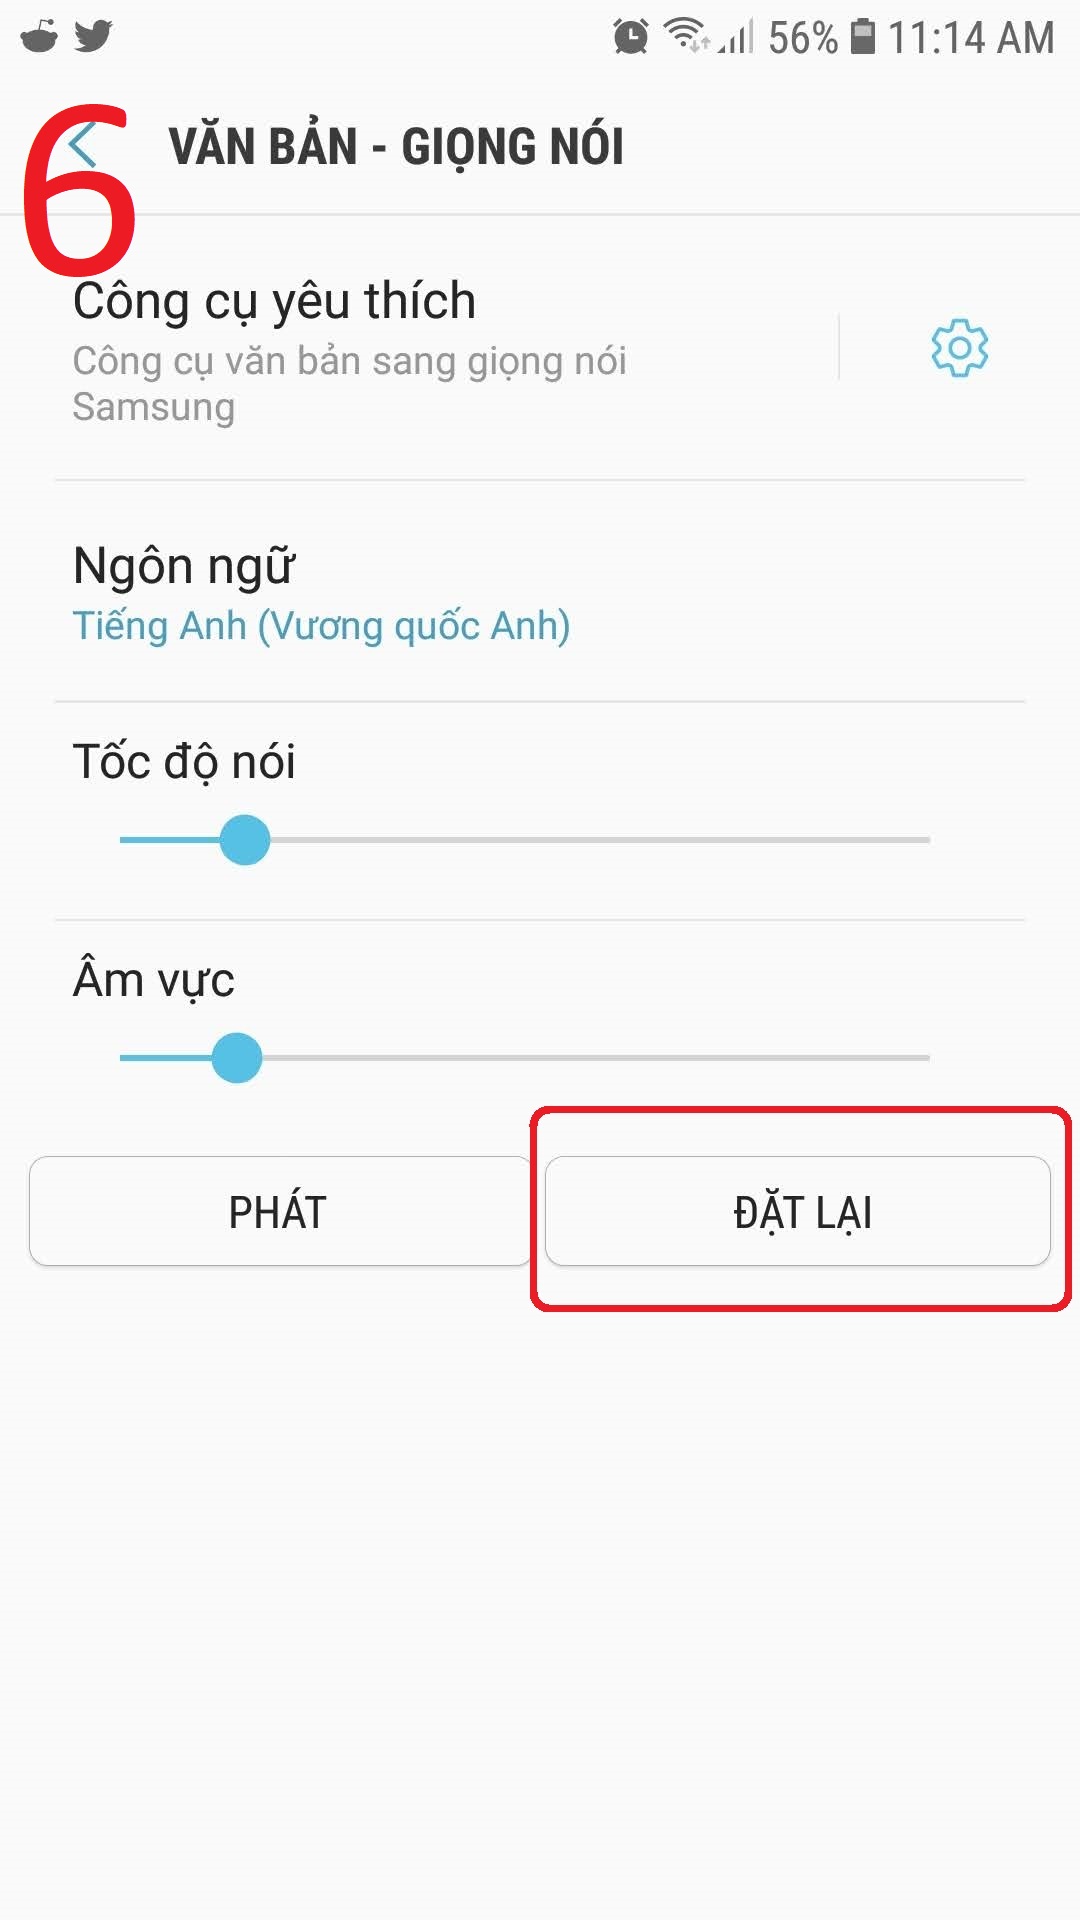 56% 11:14 AM
6
VĂN BẢN - GIỌNG NÓI
Công cụ yêu thích
Công cụ văn bản sang giọng nói
Samsung
Ngôn ngữ
Tiếng Anh (Vương quốc Anh)
Tốc độ nói
Âm vực
PHÁT ĐẶT LẠI